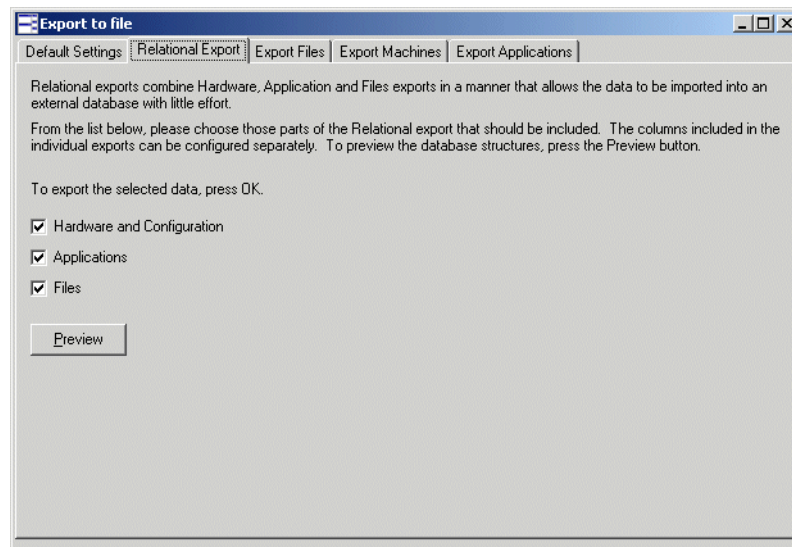 Export to file
Default Settings Relational Export Export Files Export Machines Export Applications
Relational exports combine Hardware, Application and Files exports in a manner that allows the data to be imported into an
external database with little effort.
From the list below, please choose those parts of the Relational export that should be included. The columns included in the
individual exports can be configured separately. To preview the database structures, press the Preview button.
To export the selected data, press OK.
Hardware and Configuration
Applications
Files
Preview